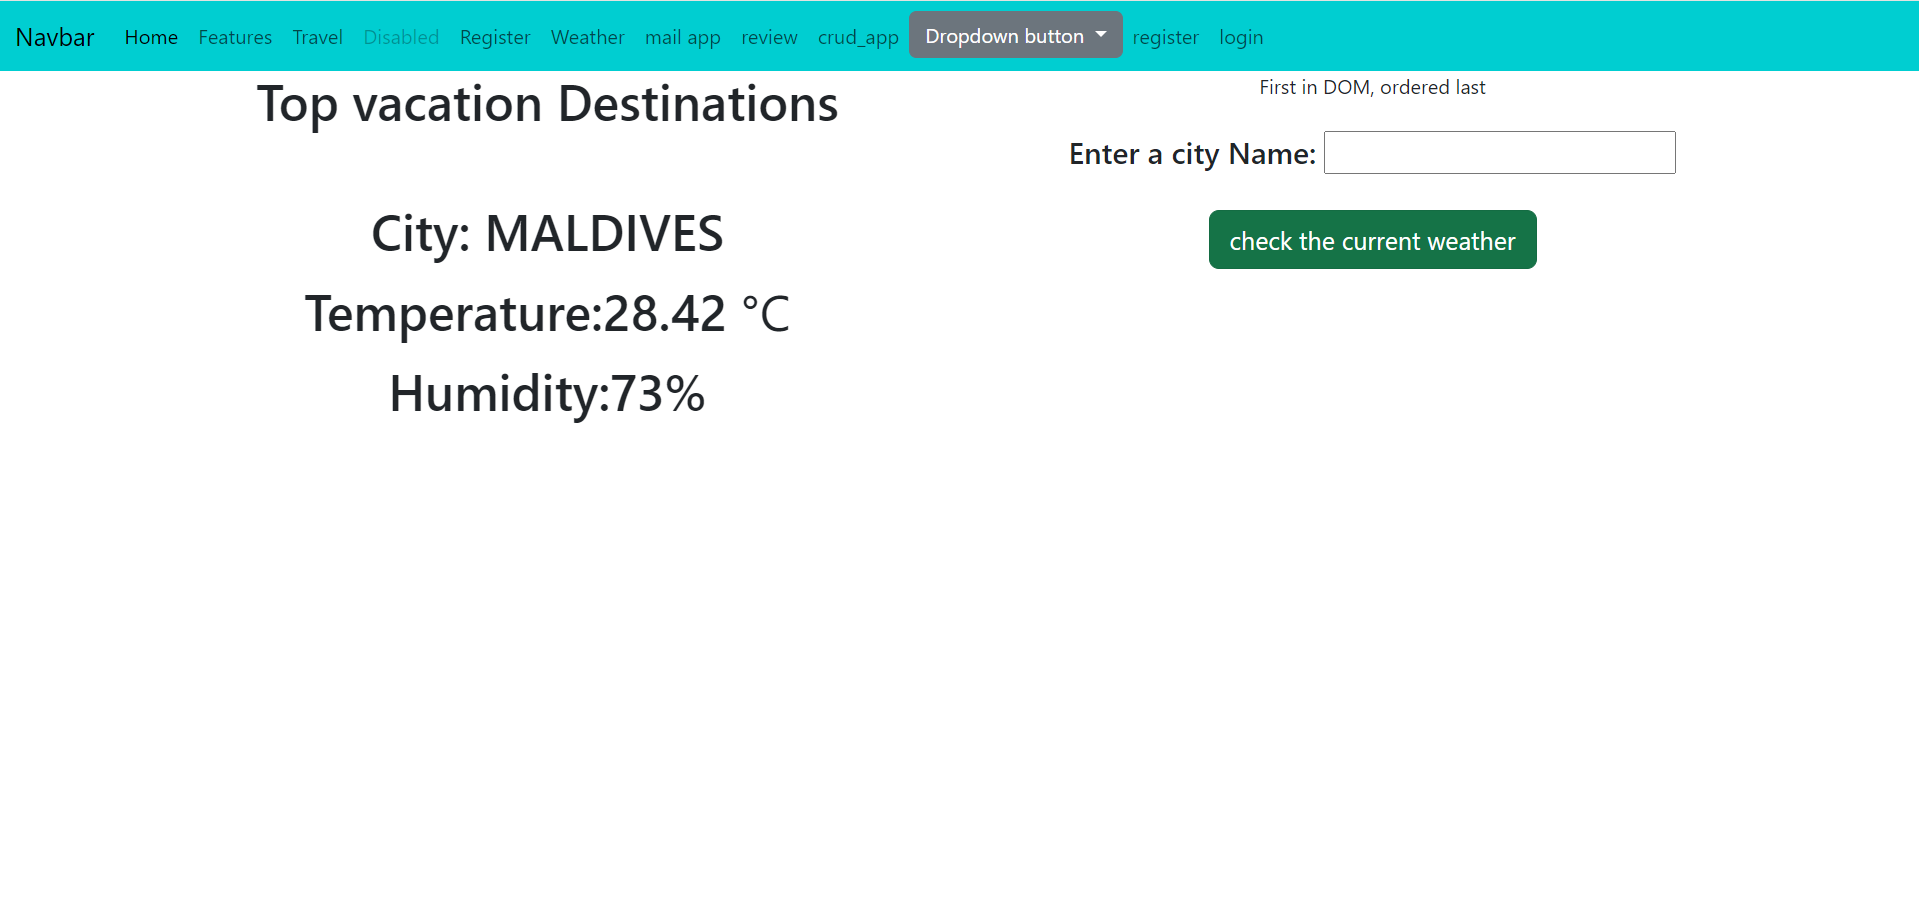 Navbar Home Features Travel Disabled Register Weather mail app review crud_app Dropdown button register login
Top vacation Destinations
City: MALDIVES
Temperature:28.42 °C
Humidity:73%
First in DOM, ordered last
Enter a city Name:
check the current weather